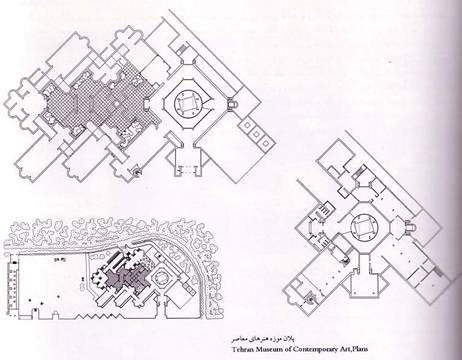 پلان موزه هنرهای معاصر
Tehran Museum of Contemporary Art,Plans